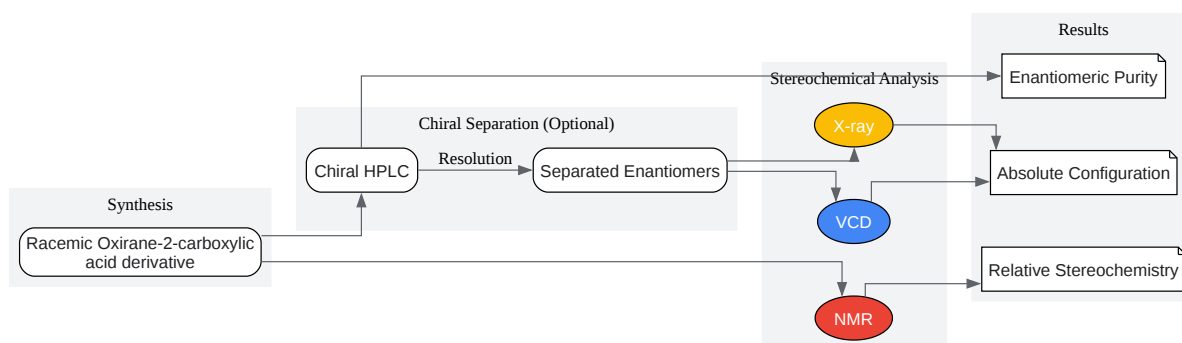 Results
Enantiomeric Purity
Stereochemical Analysis
X-ray
Chiral Separation (Optional)
Chiral HPLC
Resolution
Separated Enantiomers
Absolute Configuration
Synthesis
Racemic Oxirane-2-carboxylic
acid derivative
VCD
Relative Stereochemistry
NMR